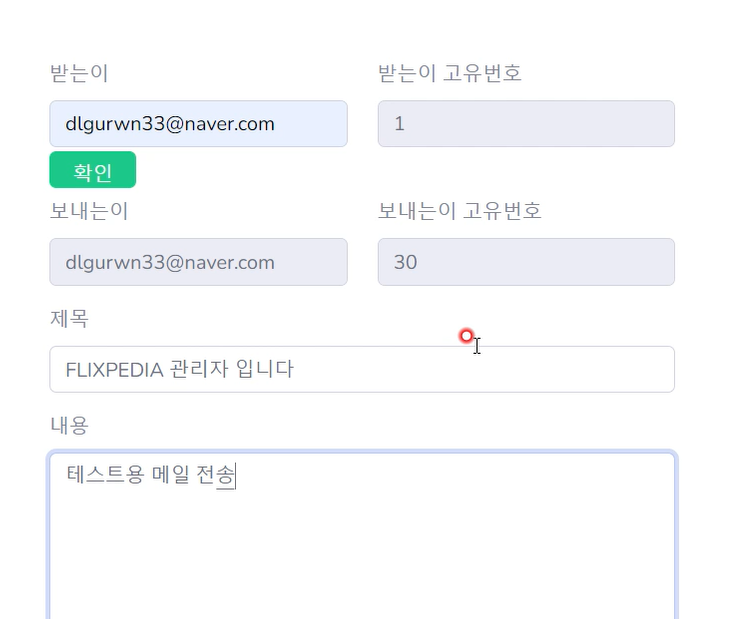 받는이 받는이 고유번호
dlgurwn33@naver.com 1
확인
보내는이 보내는이 고유번호
dlgurwn33@naver.com 30
제목
FLIXPEDIA 관리자 입니다
내용
테스트용 메일 전송